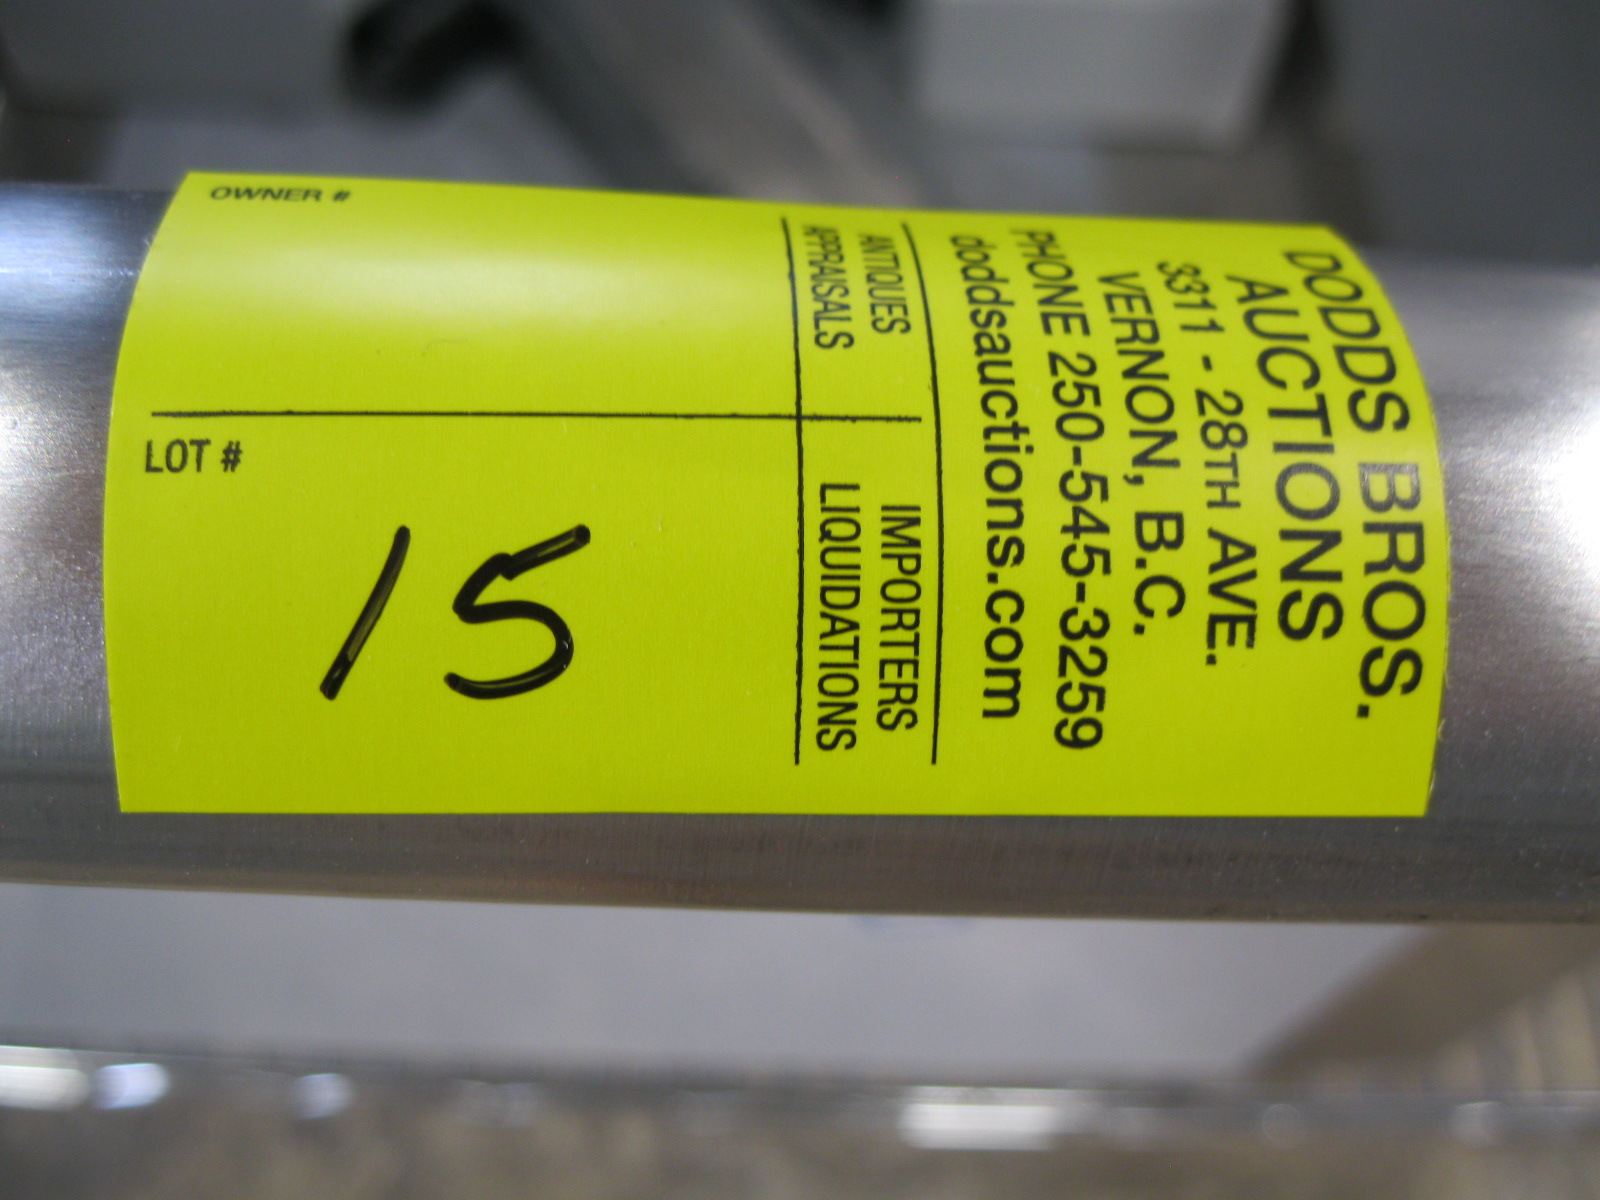 DODDS BROS.
AUCTIONS
3311 - 28TH AVE.
VERNON, B.C.
PHONE 250-545-3259
doddsauctions.com
ANTIQUES IMPORTERS
APPRAISALS LIQUIDATIONS
OWNER #
LOT #
15